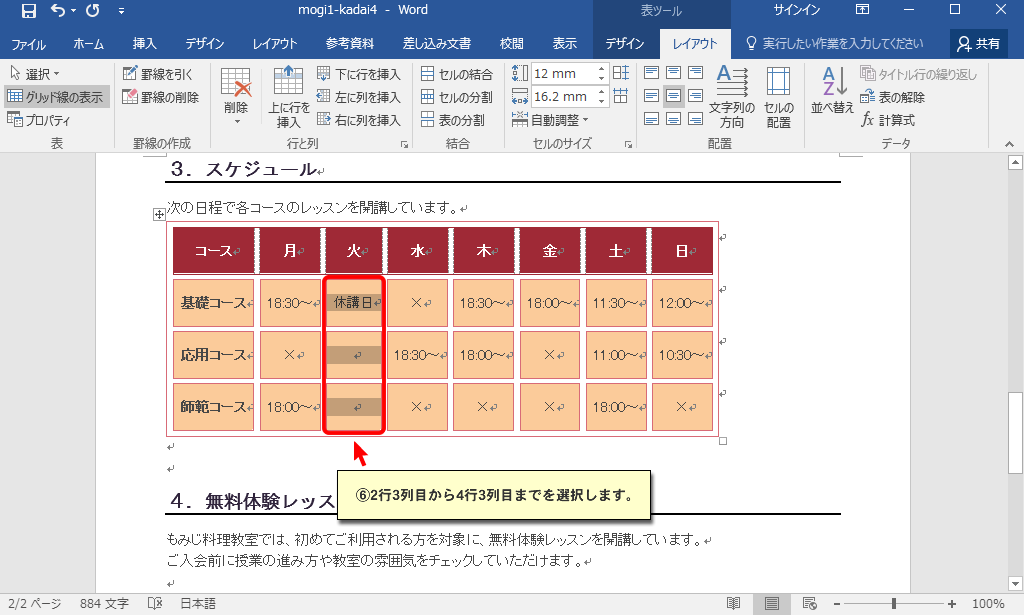 mogi1-kadai4 - Word
表ツール
サインイン
ファイル ホーム 挿入 デザイン レイアウト 参考資料 差し込み文書 校閲 表示 デザイン レイアウト 実行したい作業を入力してください 共有
選択
グリッド線の表示
プロパティ
表
罫線を引く
罫線の削除
罫線の作成
削除
上に行を挿入
下に行を挿入
左に列を挿入
右に列を挿入
行と列
セルの結合
セルの分割
表の分割
結合
12 mm
16.2 mm
自動調整
セルのサイズ
文字列の方向
セルの配置
配置
並べ替え
タイトル行の繰り返し
表の解除
fx 計算式
データ
3．スケジュール
次の日程で各コースのレッスンを開講しています。
コース 月 火 水 木 金 土 日
基礎コース 18:30～ 休講日 × 18:30～ 18:00～ 11:30～ 12:00～
応用コース × 18:30～ 18:00～ × 11:00～ 10:30～
師範コース 18:00～ × × × 18:00～ ×
⑥2行3列目から4行3列目までを選択します。
4．無料体験レッス
もみじ料理教室では、初めてご利用される方を対象に、無料体験レッスンを開講しています。
ご入会前に授業の進み方や教室の雰囲気をチェックしていただけます。
2/2 ページ 884 文字 日本語 100%